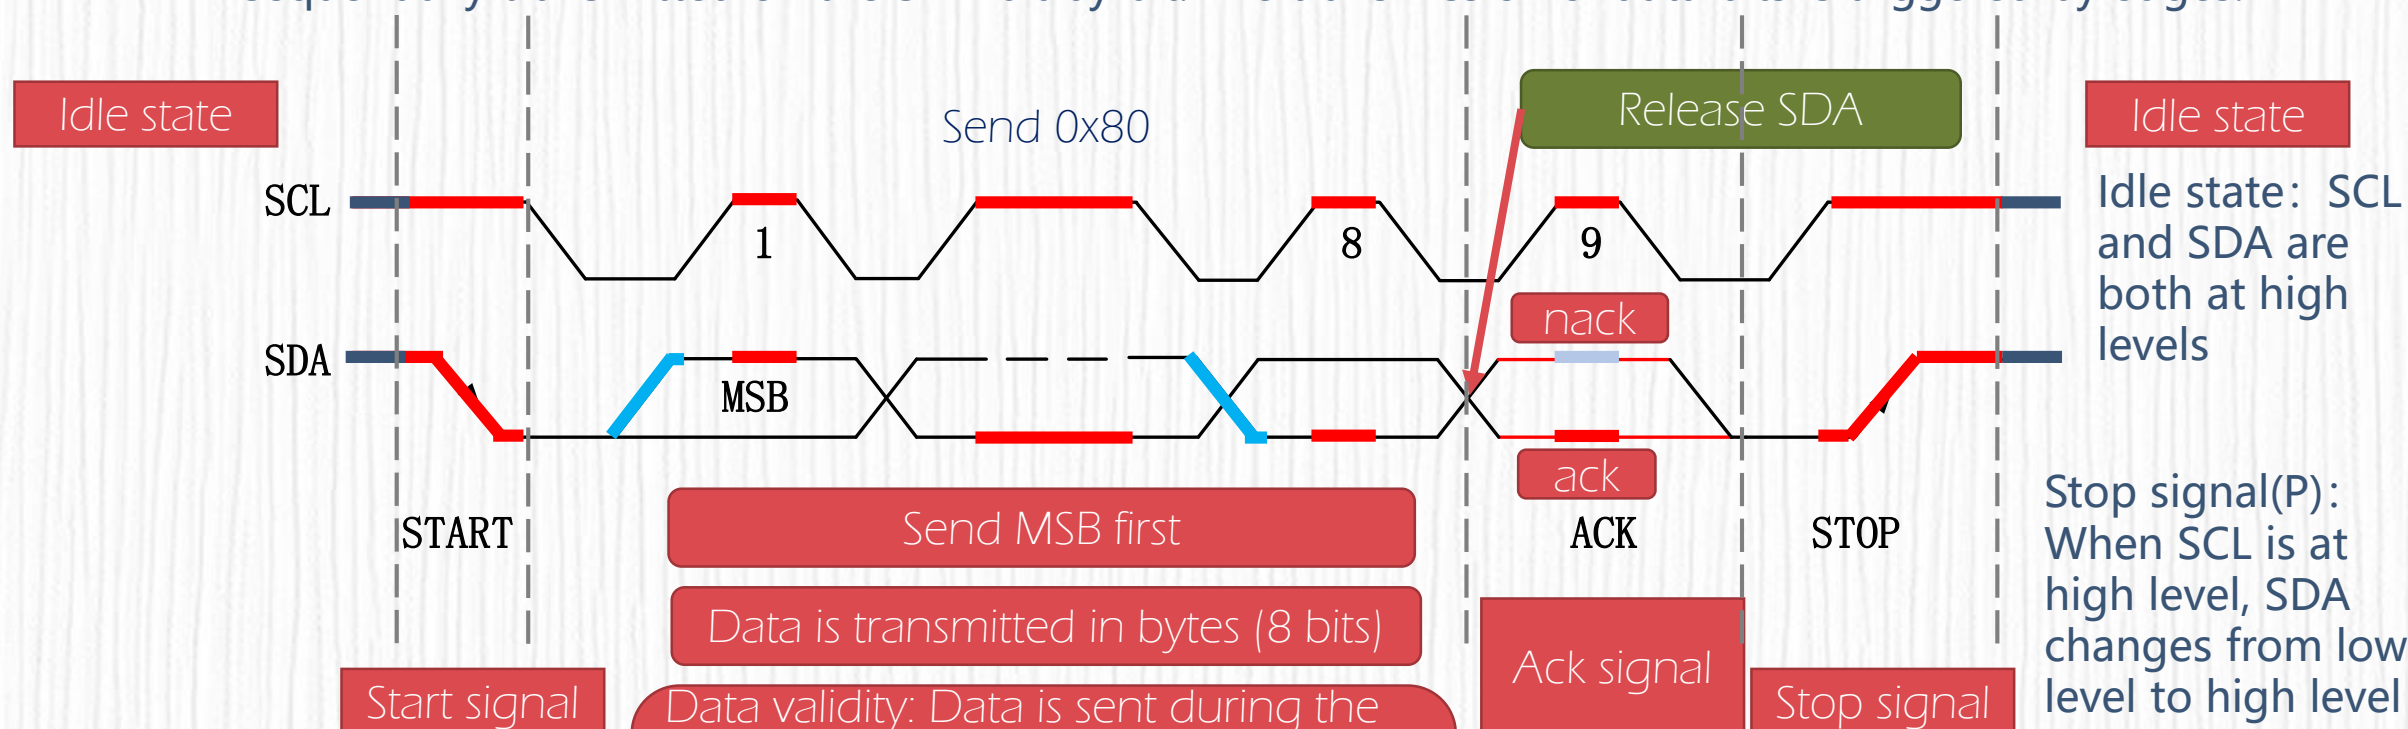 Idle state
Send 0x80
Release SDA
Idle state
SCL
1
8
9
Idle state: SCL
and SDA are
both at high
levels
nack
SDA
MSB
ack
START
Send MSB first
ACK
STOP
Stop signal(P):
When SCL is at
high level, SDA
changes from low
level to high level
Data is transmitted in bytes (8 bits)
Ack signal
Start signal
Data validity: Data is sent during the
Stop signal